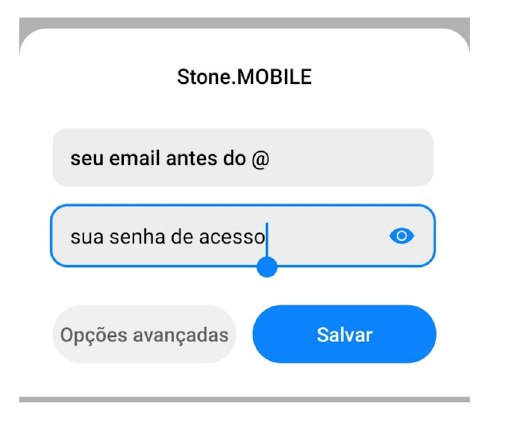 Stone.MOBILE
seu email antes do @
sua senha de acesso
Opções avançadas
Salvar